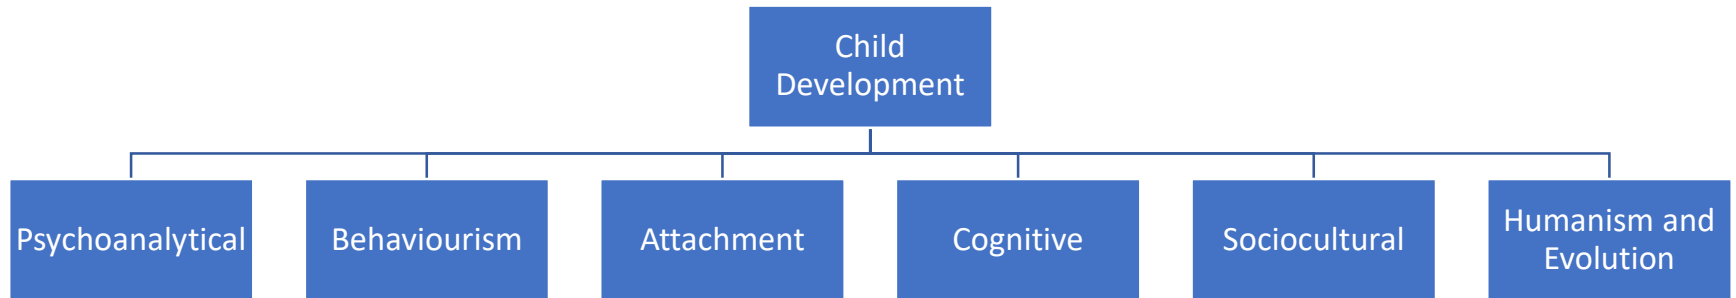 Child
Development
Psychoanalytical
Behaviourism
Attachment
Cognitive
Sociocultural
Humanism and
Evolution